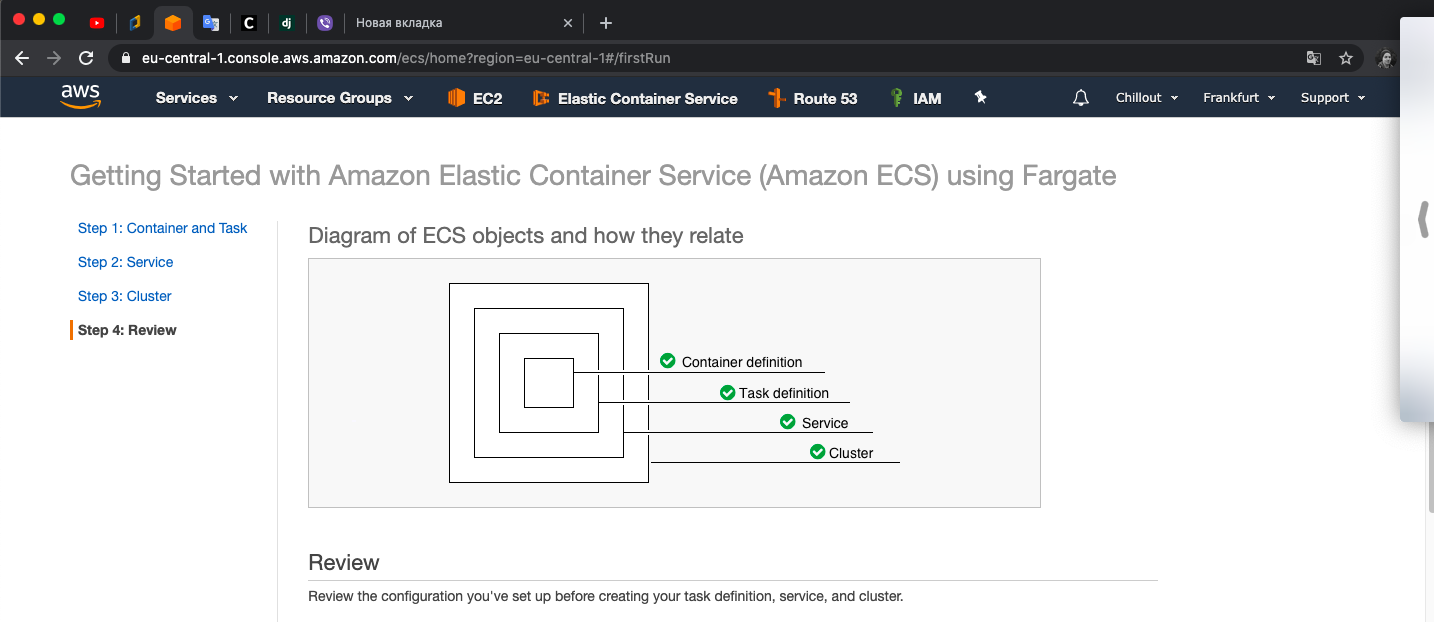 C
dj
Новая вкладка
eu-central-1.console.aws.amazon.com/ecs/home?region=eu-central-1#/firstRun
aws Services Resource Groups EC2 Elastic Container Service Route 53 IAM Chillout Frankfurt Support
Getting Started with Amazon Elastic Container Service (Amazon ECS) using Fargate
Step 1: Container and Task
Step 2: Service
Step 3: Cluster
Step 4: Review
Diagram of ECS objects and how they relate
Container definition
Task definition
Service
Cluster
Review
Review the configuration you've set up before creating your task definition, service, and cluster.